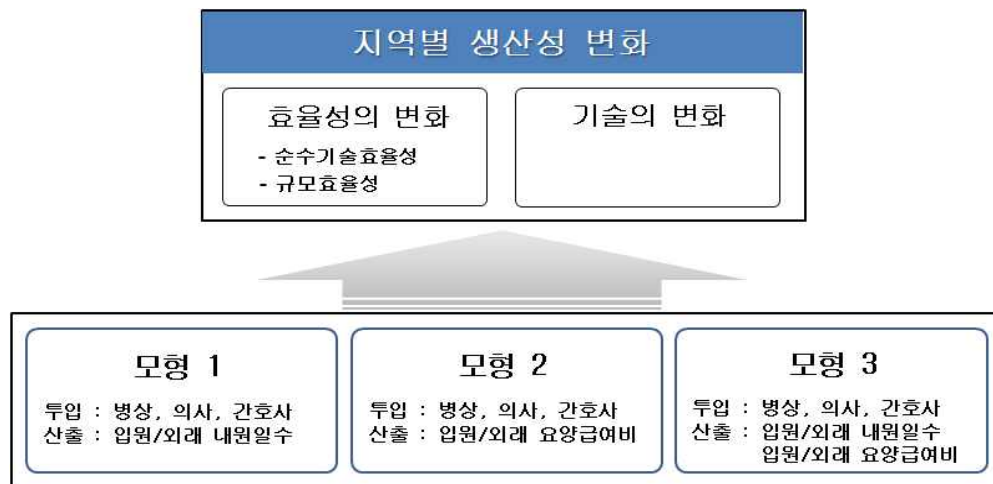 지역별 생산성 변화
효율성의 변화
- 순수기술효율성
- 규모효율성
기술의 변화
모형 1
투입 : 병상, 의사, 간호사
산출 : 입원/외래 내원일수
모형 2
투입 : 병상, 의사, 간호사
산출 : 입원/외래 요양급여비
모형 3
투입 : 병상, 의사, 간호사
산출 : 입원/외래 내원일수
입원/외래 요양급여비